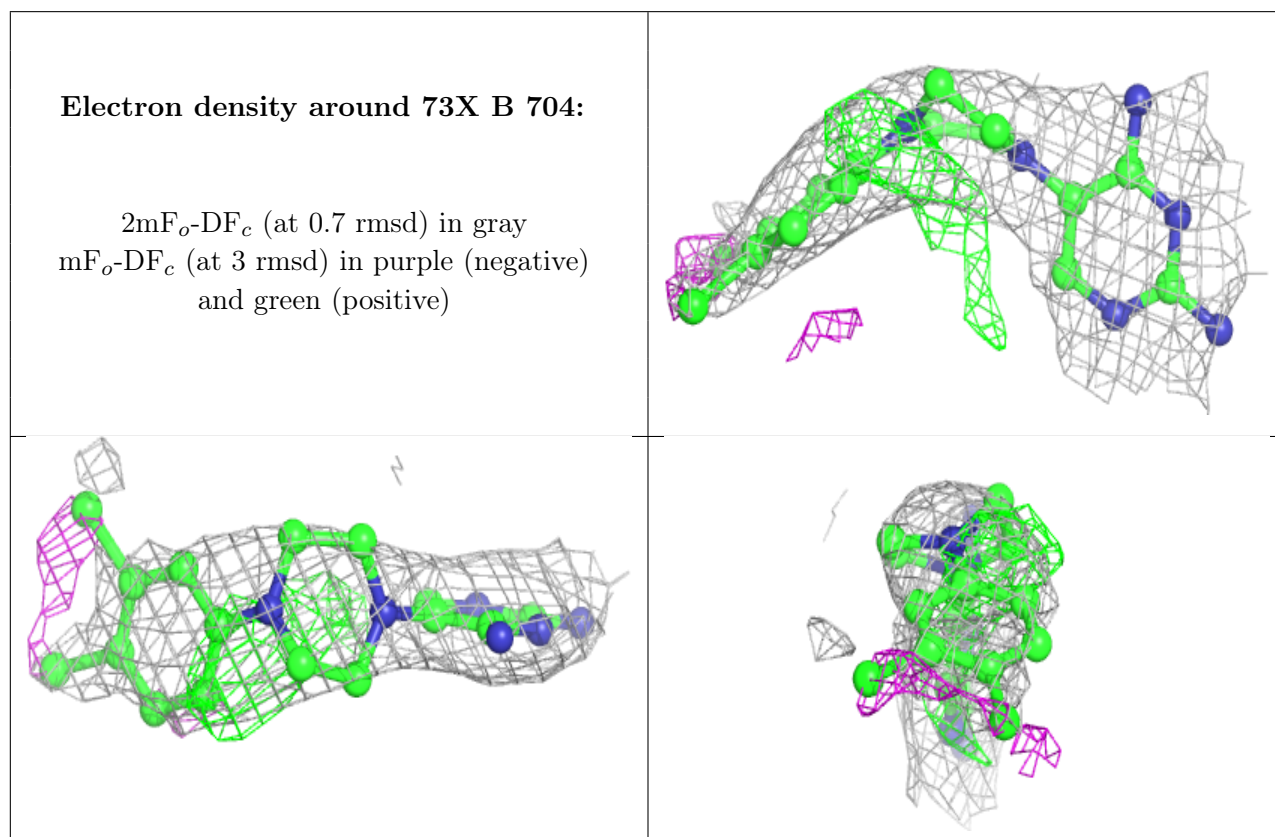 Electron density around 73X B 704:
2mFo-DFc (at 0.7 rmsd) in gray
mFo-DFc (at 3 rmsd) in purple (negative)
and green (positive)